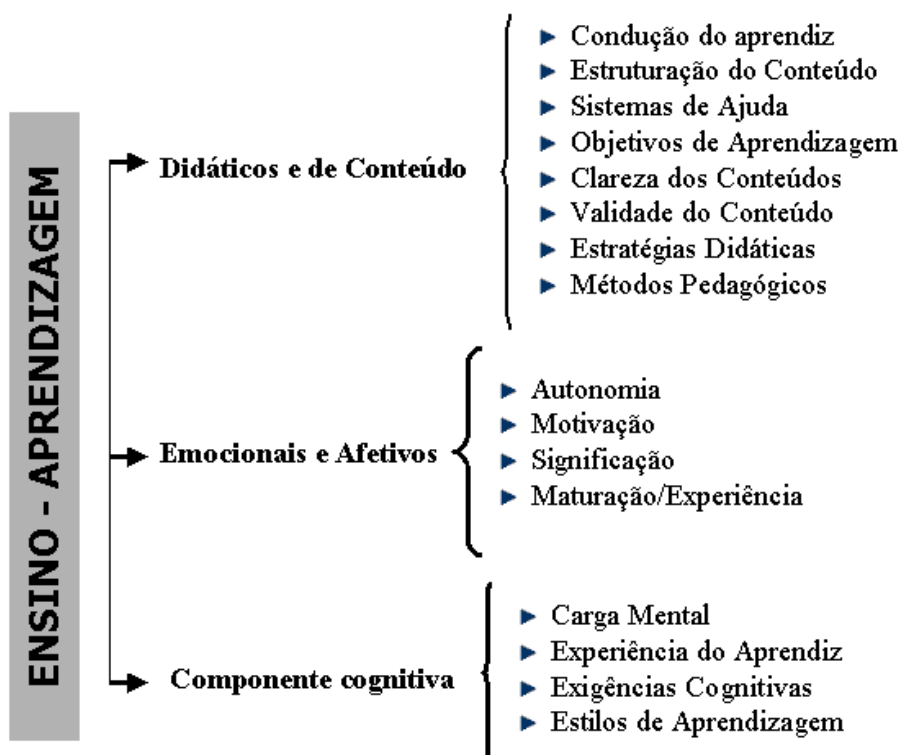 ENSINO - APRENDIZAGEM
Didáticos e de Conteúdo
Condução do aprendiz
Estruturação do Conteúdo
Sistemas de Ajuda
Objetivos de Aprendizagem
Clareza dos Conteúdos
Validade do Conteúdo
Estratégias Didáticas
Métodos Pedagógicos
Emocionais e Afetivos
Autonomia
Motivação
Significação
Maturação/Experiência
Componente cognitiva
Carga Mental
Experiência do Aprendiz
Exigências Cognitivas
Estilos de Aprendizagem